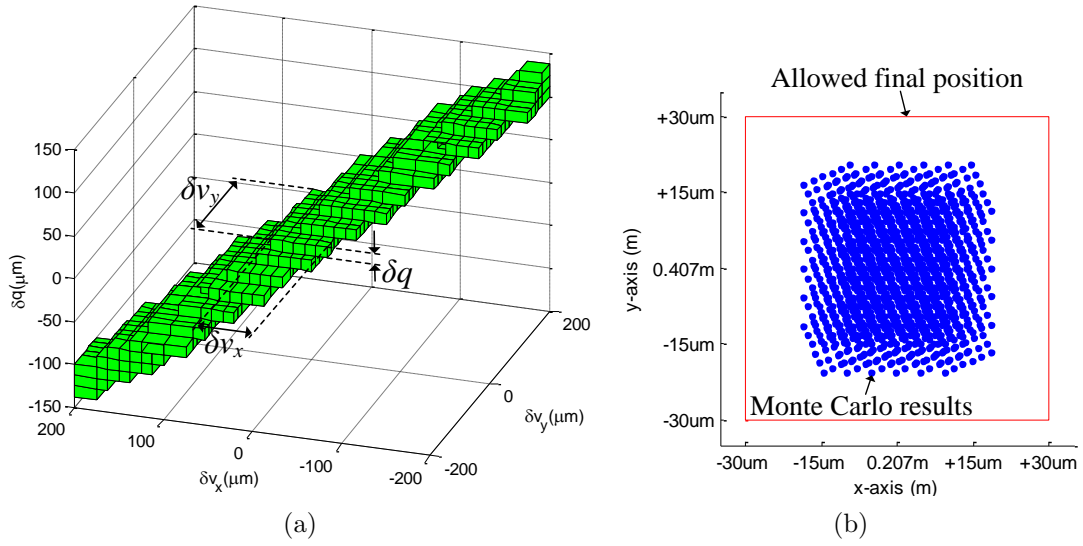 150
100
50
0
-50
-100
-150
δq(μm)
200
100
0
-100
-200
δv_x(μm)
-200
0
200
δv_y(μm)
δv_y
δq
δv_x
(a)
Allowed final position
+30um
+15um
0.407m
-15um
-30um
y-axis (m)
Monte Carlo results
-30um
-15um
0.207m
+15um
+30um
x-axis (m)
(b)